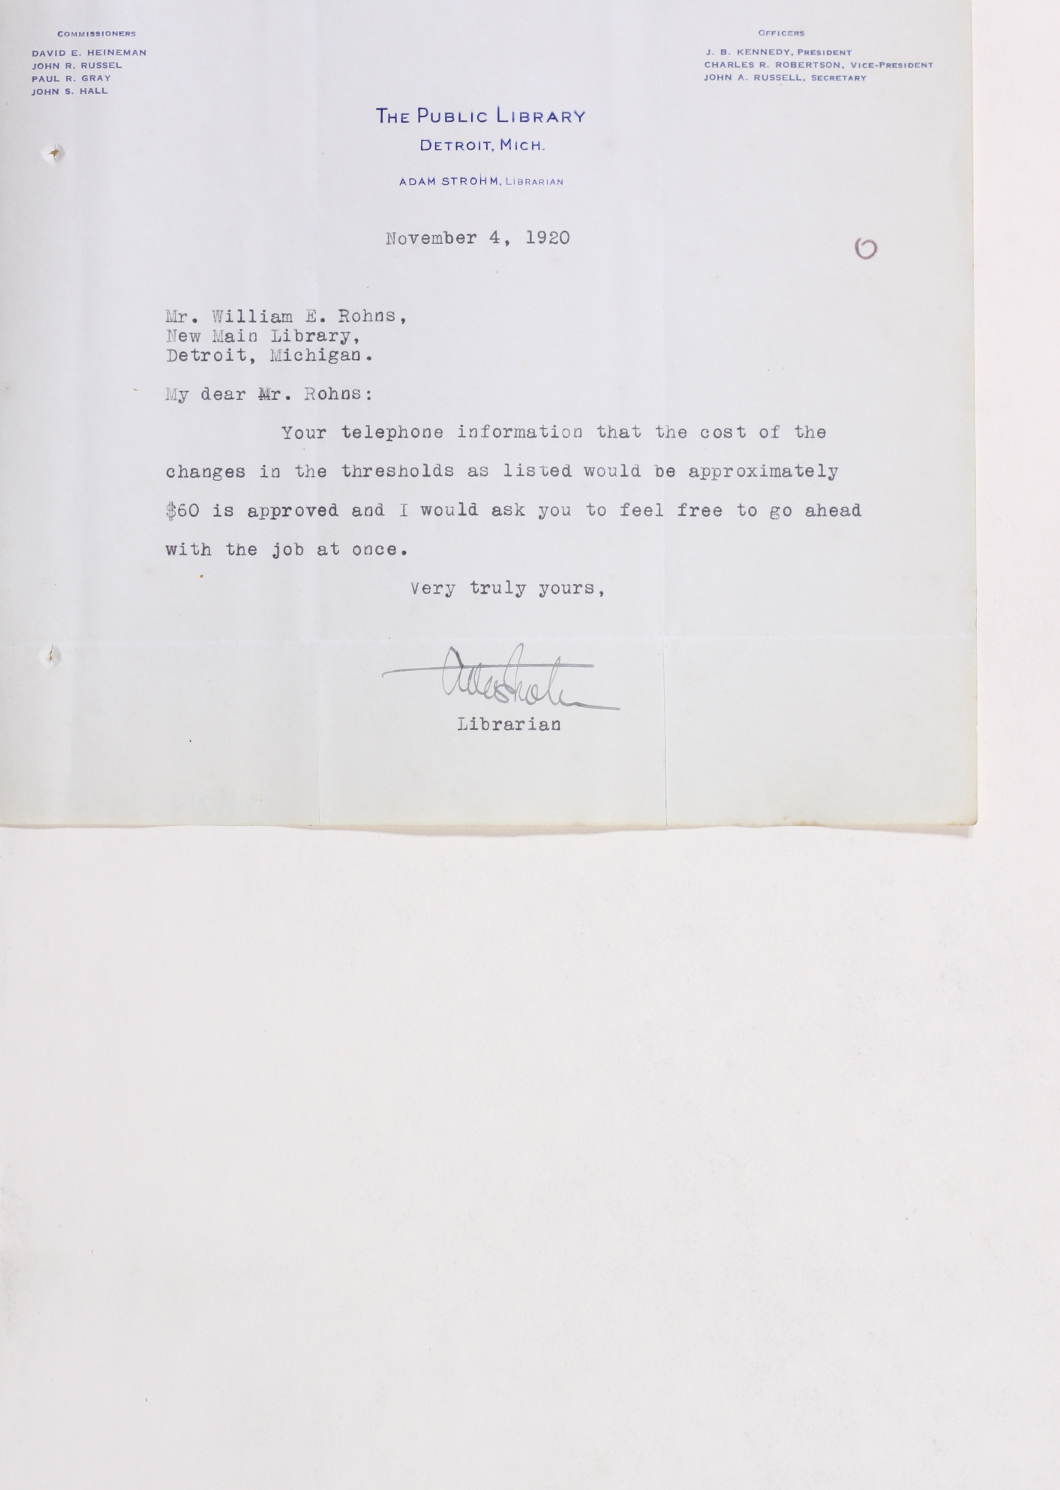 COMMISSIONERS
DAVID E. HEINEMAN
JOHN R. RUSSEL
PAUL R. GRAY
JOHN S. HALL
OFFICERS
J. B. KENNEDY, PRESIDENT
CHARLES R. ROBERTSON, VICE-PRESIDENT
JOHN A. RUSSELL, SECRETARY
THE PUBLIC LIBRARY
DETROIT, MICH.
ADAM STROHM, LIBRARIAN
November 4, 1920
Mr. William E. Rohns,
New Main Library,
Detroit, Michigan.
My dear Mr. Rohns:
Your telephone information that the cost of the
changes in the thresholds as listed would be approximately
$60 is approved and I would ask you to feel free to go ahead
with the job at once.
Very truly yours,
Librarian